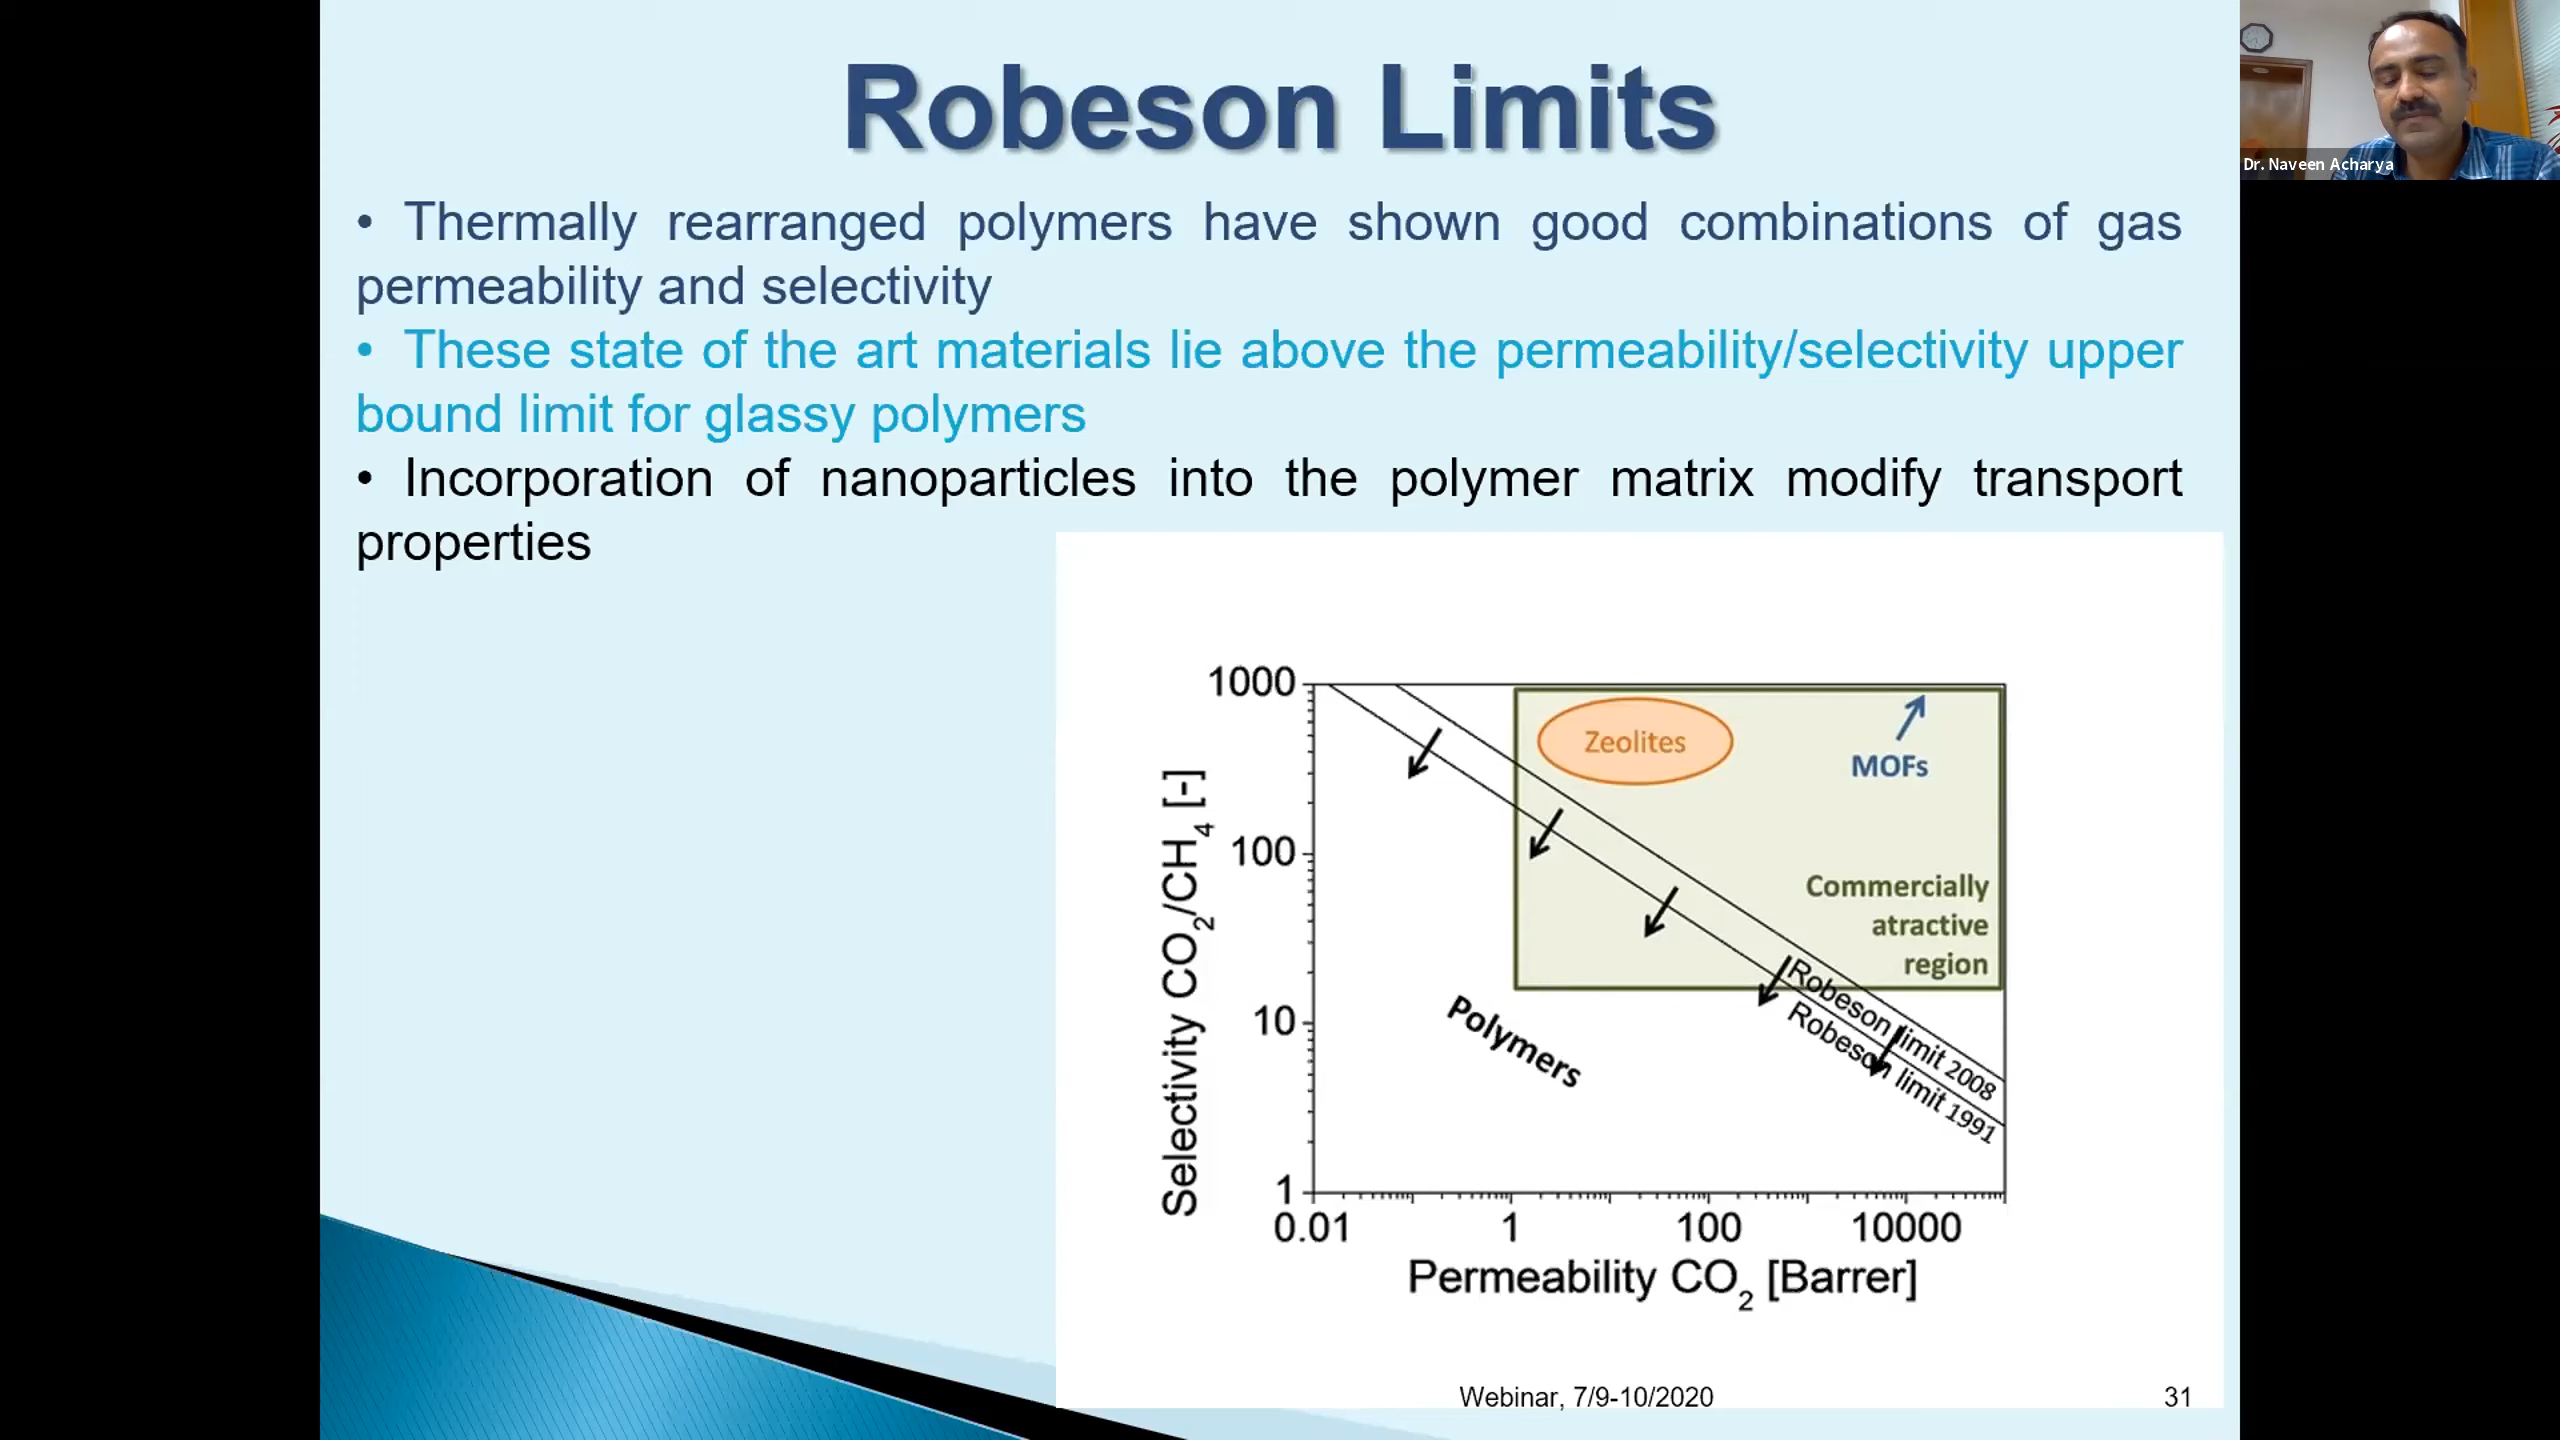 Robeson Limits
Dr. Naveen Acharya
• Thermally rearranged polymers have shown good combinations of gas
permeability and selectivity
• These state of the art materials lie above the permeability/selectivity upper
bound limit for glassy polymers
• Incorporation of nanoparticles into the polymer matrix modify transport
properties
Selectivity CO2/CH4 [-]
1000
100
10
1
Zeolites
MOFs
Commercially
atractive
region
Polymers
Robeson limit 2008
Robeson limit 1991
0.01 1 100 10000
Permeability CO2 [Barrer]
Webinar, 7/9-10/2020
31